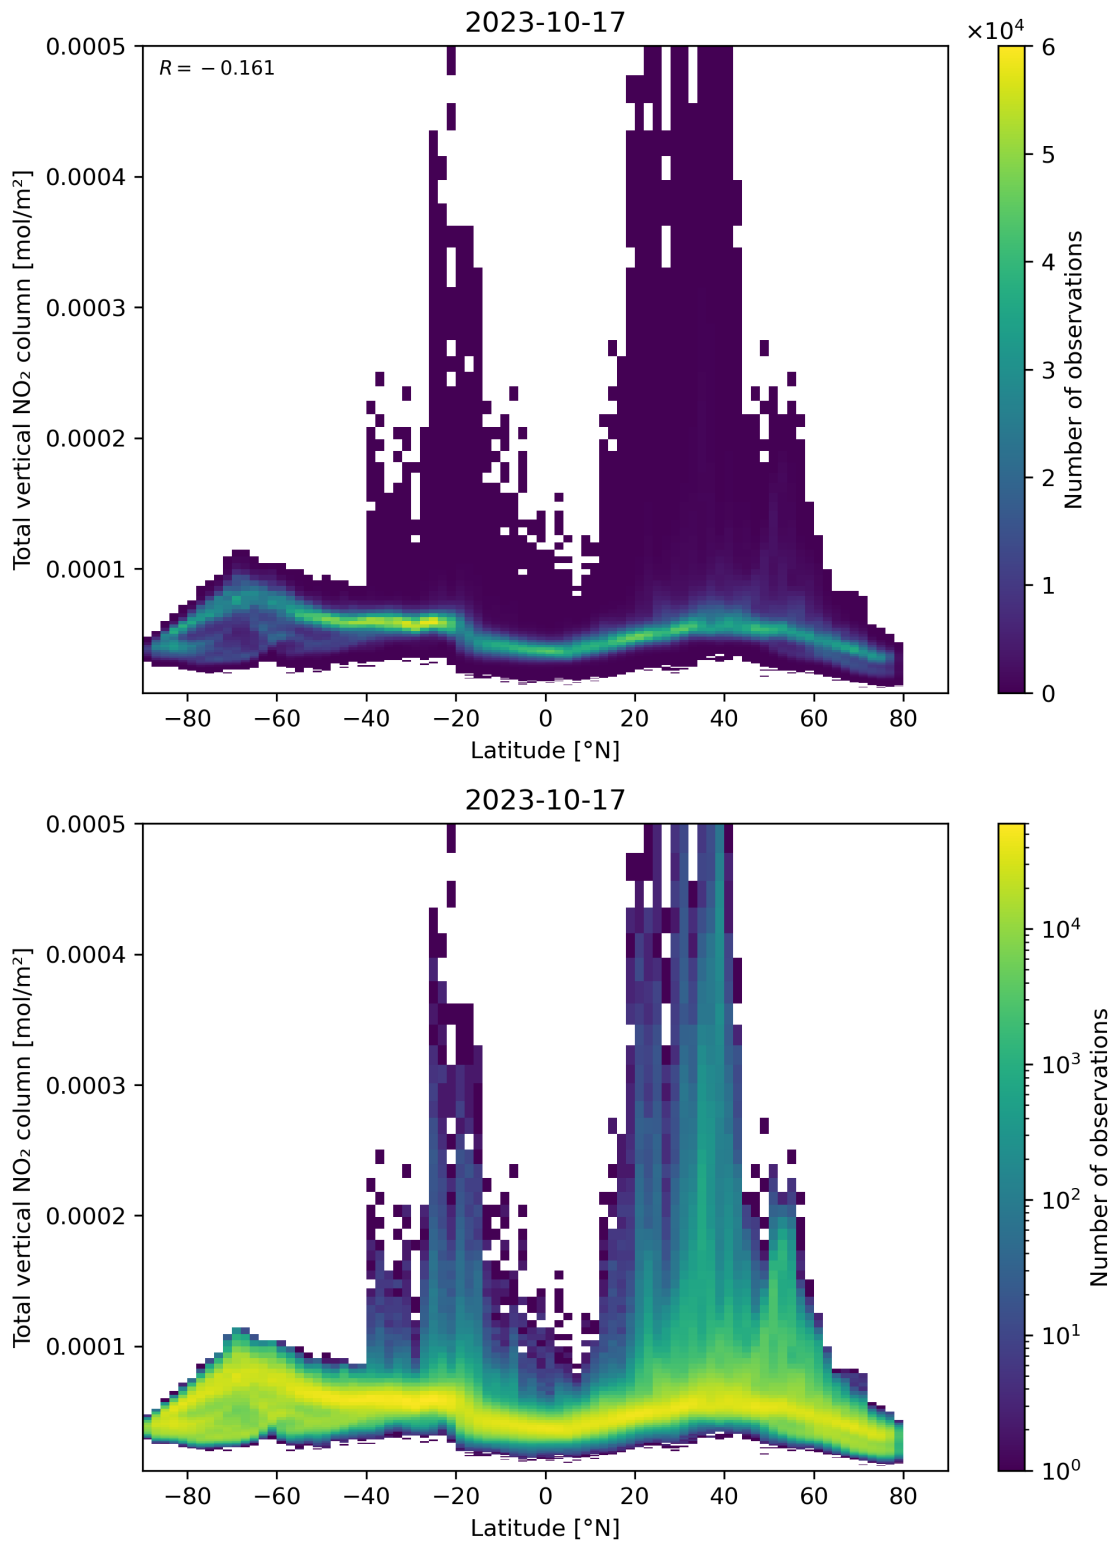 2023-10-17
×10⁴
R = −0.161
0.0005
0.0004
0.0003
0.0002
0.0001
Total vertical NO₂ column [mol/m²]
−80 −60 −40 −20 0 20 40 60 80
Latitude [°N]
6
5
4
3
2
1
0
Number of observations
2023-10-17
0.0005
0.0004
0.0003
0.0002
0.0001
Total vertical NO₂ column [mol/m²]
−80 −60 −40 −20 0 20 40 60 80
Latitude [°N]
10⁴
10³
10²
10¹
10⁰
Number of observations